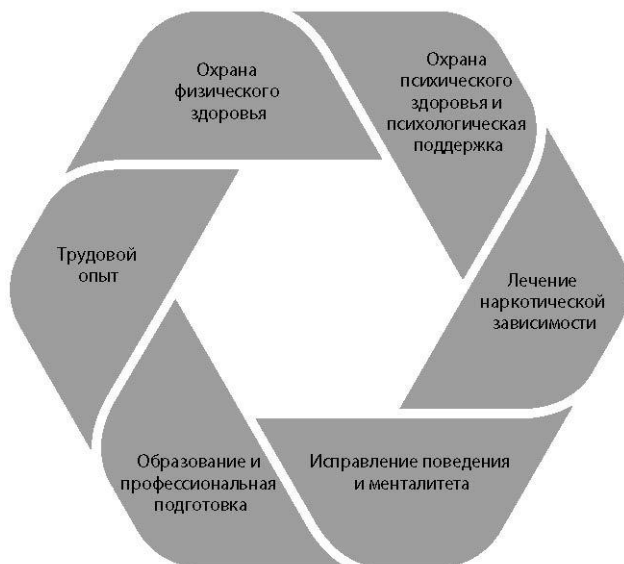 Охрана
физического
здоровья
Охрана
психического
здоровья и
психологическая
поддержка
Лечение
наркотической
зависимости
Исправление поведения
и менталитета
Образование и
профессиональная
подготовка
Трудовой
опыт